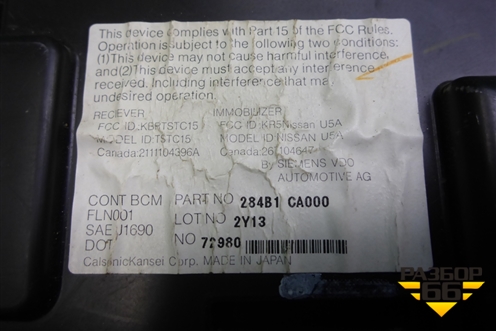 This device complies with Part 15 of the FCC Rules.
Operation is subject to the following two conditions:
(1)This device may not cause harmful interference,
and(2)This device must accept any interference
received. Including interference that may
undesired operation.
RECIEVER IMMOBILIZER
FCC ID:KBRTSTC15 FCC ID:KR5Nissan U5A
MODEL ID:TSTC15 MODEL ID:NISSAN U5A
Canada:2111104396A Canada:
By SIEMENS VDO
AUTOMOTIVE AG
CONT BCM PART NO 284B1 CA000
FLN001 LOT NO 2Y13
SAE J1690 NO 72980
DOT
CalsonicKansei Corp. MADE IN JAPAN
РАЗБОР
66